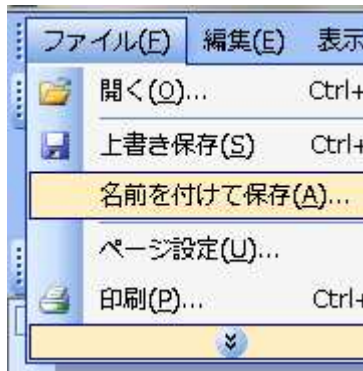 ファイル(F) 編集(E) 表示
開く(O)... Ctrl+
上書き保存(S) Ctrl+
名前を付けて保存(A)...
ページ設定(U)...
印刷(P)... Ctrl+